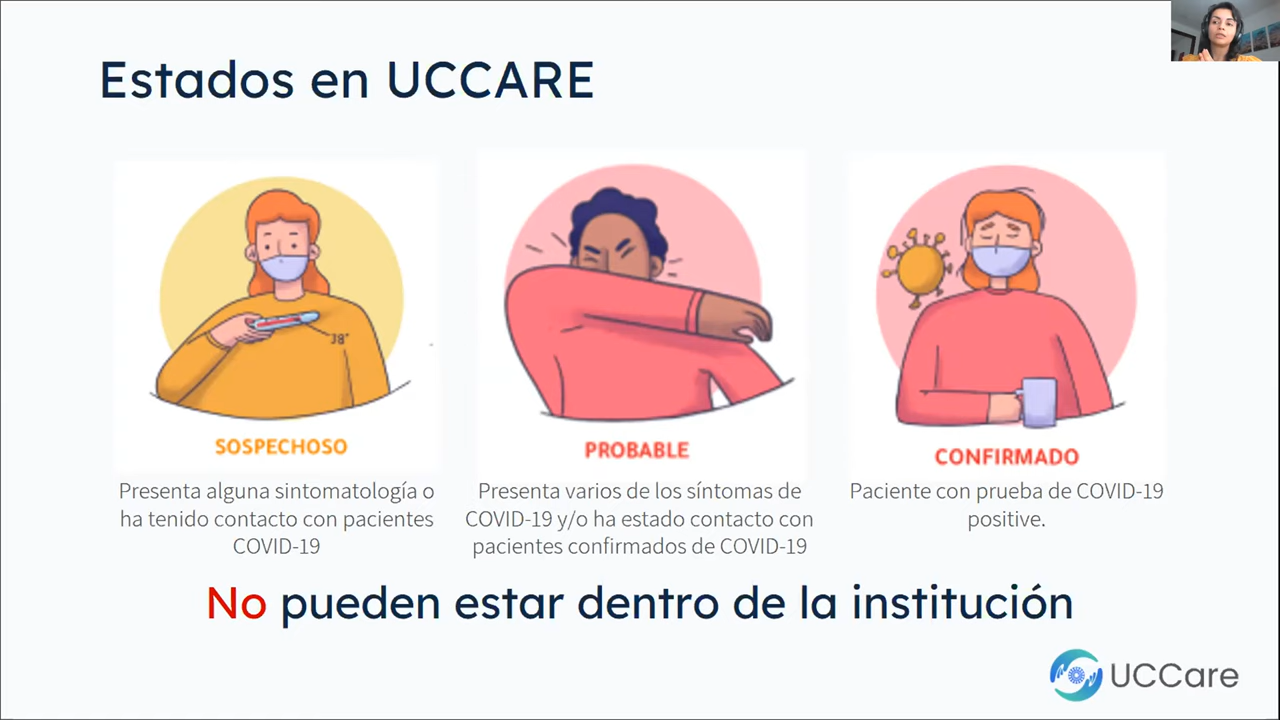 Estados en UCCARE
38°
SOSPECHOSO
Presenta alguna sintomatología o
ha tenido contacto con pacientes
COVID-19
PROBABLE
Presenta varios de los síntomas de
COVID-19 y/o ha estado contacto con
pacientes confirmados de COVID-19
CONFIRMADO
Paciente con prueba de COVID-19
positive.
No pueden estar dentro de la institución
UCCare